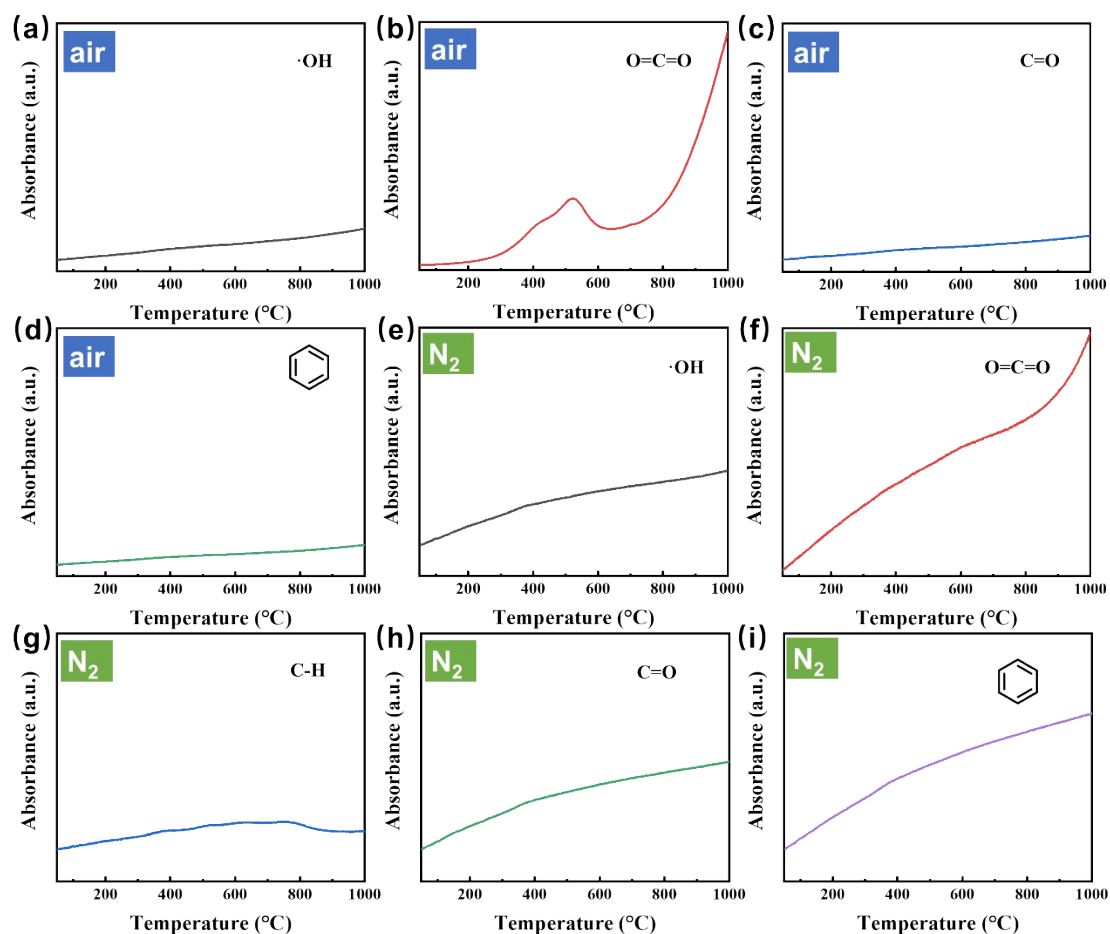 (a)
air
·OH
Absorbance (a.u.)
200 400 600 800 1000
Temperature (°C)
(b)
air
O=C=O
Absorbance (a.u.)
200 400 600 800 1000
Temperature (°C)
(c)
air
C=O
Absorbance (a.u.)
200 400 600 800 1000
Temperature (°C)
(d)
air
Absorbance (a.u.)
200 400 600 800 1000
Temperature (°C)
(e)
N2
·OH
Absorbance (a.u.)
200 400 600 800 1000
Temperature (°C)
(f)
N2
O=C=O
Absorbance (a.u.)
200 400 600 800 1000
Temperature (°C)
(g)
N2
C-H
Absorbance (a.u.)
200 400 600 800 1000
Temperature (°C)
(h)
N2
C=O
Absorbance (a.u.)
200 400 600 800 1000
Temperature (°C)
(i)
N2
Absorbance (a.u.)
200 400 600 800 1000
Temperature (°C)